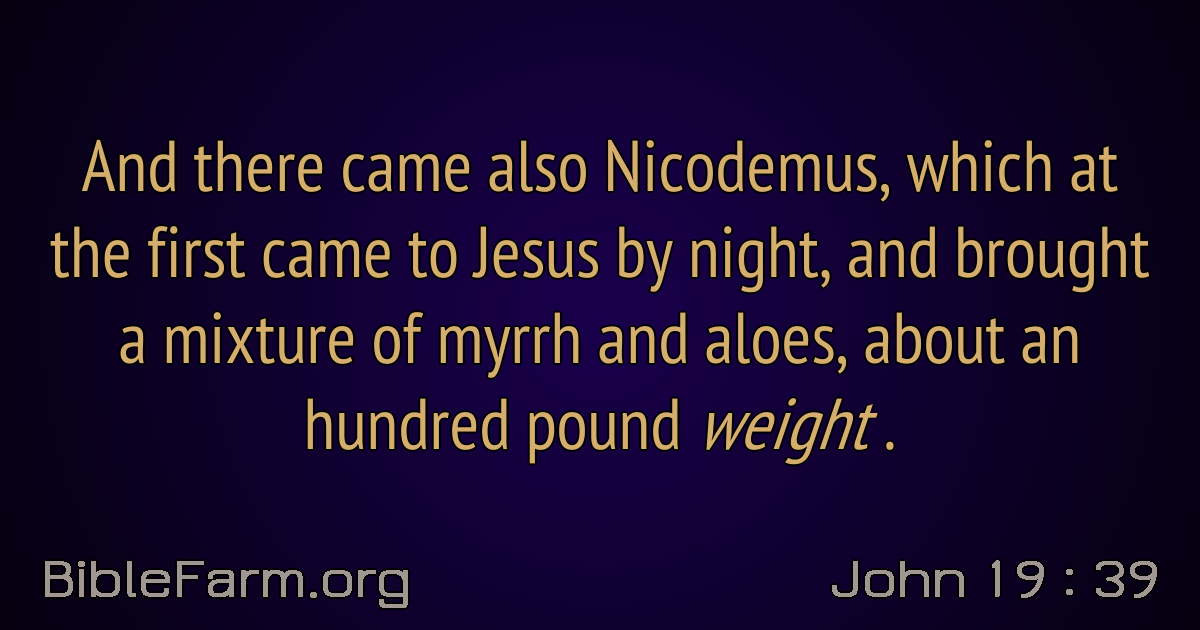 And there came also Nicodemus, which at
the first came to Jesus by night, and brought
a mixture of myrrh and aloes, about an
hundred pound weight .
BibleFarm.org
John 19 : 39